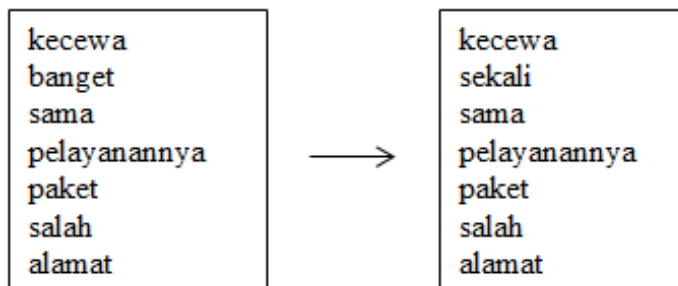 kecewa
banget
sama
pelayanannya
paket
salah
alamat
kecewa
sekali
sama
pelayanannya
paket
salah
alamat